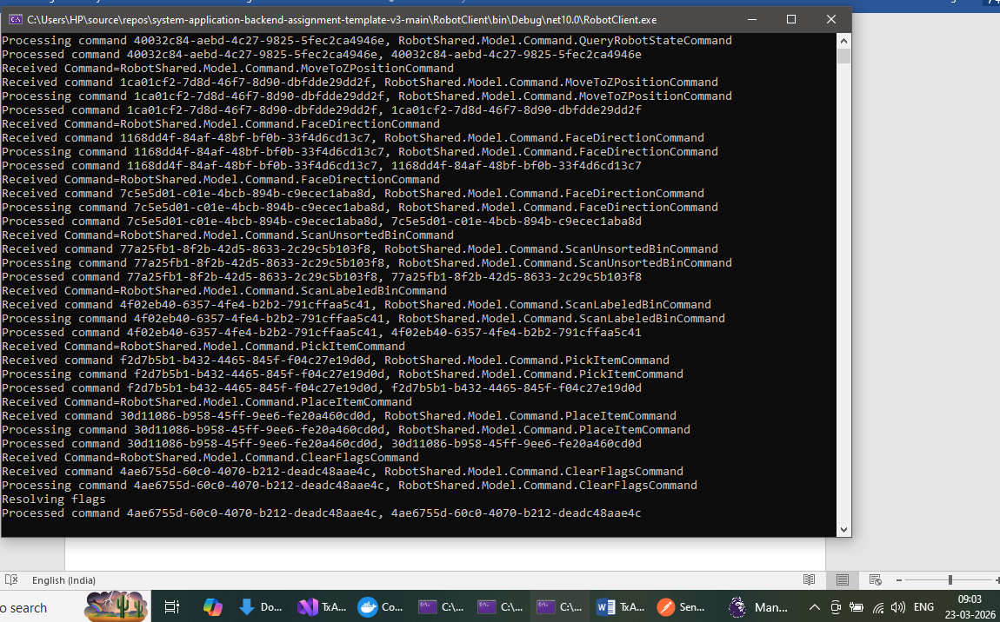 C:\Users\HP\source\repos\system-application-backend-assignment-template-v3-main\RobotClient\bin\Debug\net10.0\RobotClient.exe
Processing command 40032c84-aebd-4c27-9825-5fec2ca4946e, RobotShared.Model.Command.QueryRobotStateCommand
Processed command 40032c84-aebd-4c27-9825-5fec2ca4946e, 40032c84-aebd-4c27-9825-5fec2ca4946e
Received Command=RobotShared.Model.Command.MoveToZPositionCommand
Received command 1ca01cf2-7d8d-46f7-8d90-dbfdde29dd2f, RobotShared.Model.Command.MoveToZPositionCommand
Processing command 1ca01cf2-7d8d-46f7-8d90-dbfdde29dd2f, RobotShared.Model.Command.MoveToZPositionCommand
Processed command 1ca01cf2-7d8d-46f7-8d90-dbfdde29dd2f, 1ca01cf2-7d8d-46f7-8d90-dbfdde29dd2f
Received Command=RobotShared.Model.Command.FaceDirectionCommand
Received command 1168dd4f-84af-48bf-bf0b-33f4d6cd13c7, RobotShared.Model.Command.FaceDirectionCommand
Processing command 1168dd4f-84af-48bf-bf0b-33f4d6cd13c7, RobotShared.Model.Command.FaceDirectionCommand
Processed command 1168dd4f-84af-48bf-bf0b-33f4d6cd13c7, 1168dd4f-84af-48bf-bf0b-33f4d6cd13c7
Received Command=RobotShared.Model.Command.FaceDirectionCommand
Received command 7c5e5d01-c01e-4bcb-894b-c9ecec1aba8d, RobotShared.Model.Command.FaceDirectionCommand
Processing command 7c5e5d01-c01e-4bcb-894b-c9ecec1aba8d, RobotShared.Model.Command.FaceDirectionCommand
Processed command 7c5e5d01-c01e-4bcb-894b-c9ecec1aba8d, 7c5e5d01-c01e-4bcb-894b-c9ecec1aba8d
Received Command=RobotShared.Model.Command.ScanUnsortedBinCommand
Received command 77a25fb1-8f2b-42d5-8633-2c29c5b103f8, RobotShared.Model.Command.ScanUnsortedBinCommand
Processing command 77a25fb1-8f2b-42d5-8633-2c29c5b103f8, RobotShared.Model.Command.ScanUnsortedBinCommand
Processed command 77a25fb1-8f2b-42d5-8633-2c29c5b103f8, 77a25fb1-8f2b-42d5-8633-2c29c5b103f8
Received Command=RobotShared.Model.Command.ScanLabeledBinCommand
Received command 4f02eb40-6357-4fe4-b2b2-791cffaa5c41, RobotShared.Model.Command.ScanLabeledBinCommand
Processing command 4f02eb40-6357-4fe4-b2b2-791cffaa5c41, RobotShared.Model.Command.ScanLabeledBinCommand
Processed command 4f02eb40-6357-4fe4-b2b2-791cffaa5c41, 4f02eb40-6357-4fe4-b2b2-791cffaa5c41
Received Command=RobotShared.Model.Command.PickItemCommand
Received command f2d7b5b1-b432-4465-845f-f04c27e19d0d, RobotShared.Model.Command.PickItemCommand
Processing command f2d7b5b1-b432-4465-845f-f04c27e19d0d, RobotShared.Model.Command.PickItemCommand
Processed command f2d7b5b1-b432-4465-845f-f04c27e19d0d, f2d7b5b1-b432-4465-845f-f04c27e19d0d
Received Command=RobotShared.Model.Command.PlaceItemCommand
Received command 30d11086-b958-45ff-9ee6-fe20a460cd0d, RobotShared.Model.Command.PlaceItemCommand
Processing command 30d11086-b958-45ff-9ee6-fe20a460cd0d, RobotShared.Model.Command.PlaceItemCommand
Processed command 30d11086-b958-45ff-9ee6-fe20a460cd0d, 30d11086-b958-45ff-9ee6-fe20a460cd0d
Received Command=RobotShared.Model.Command.ClearFlagsCommand
Received command 4ae6755d-60c0-4070-b212-deadc48aae4c, RobotShared.Model.Command.ClearFlagsCommand
Processing command 4ae6755d-60c0-4070-b212-deadc48aae4c, RobotShared.Model.Command.ClearFlagsCommand
Resolving flags
Processed command 4ae6755d-60c0-4070-b212-deadc48aae4c, 4ae6755d-60c0-4070-b212-deadc48aae4c
English (India)
o search Do... TxA... Co... C:\... C:\... C:\... TxA... Sen... Man... ENG
09:03
23-03-2026